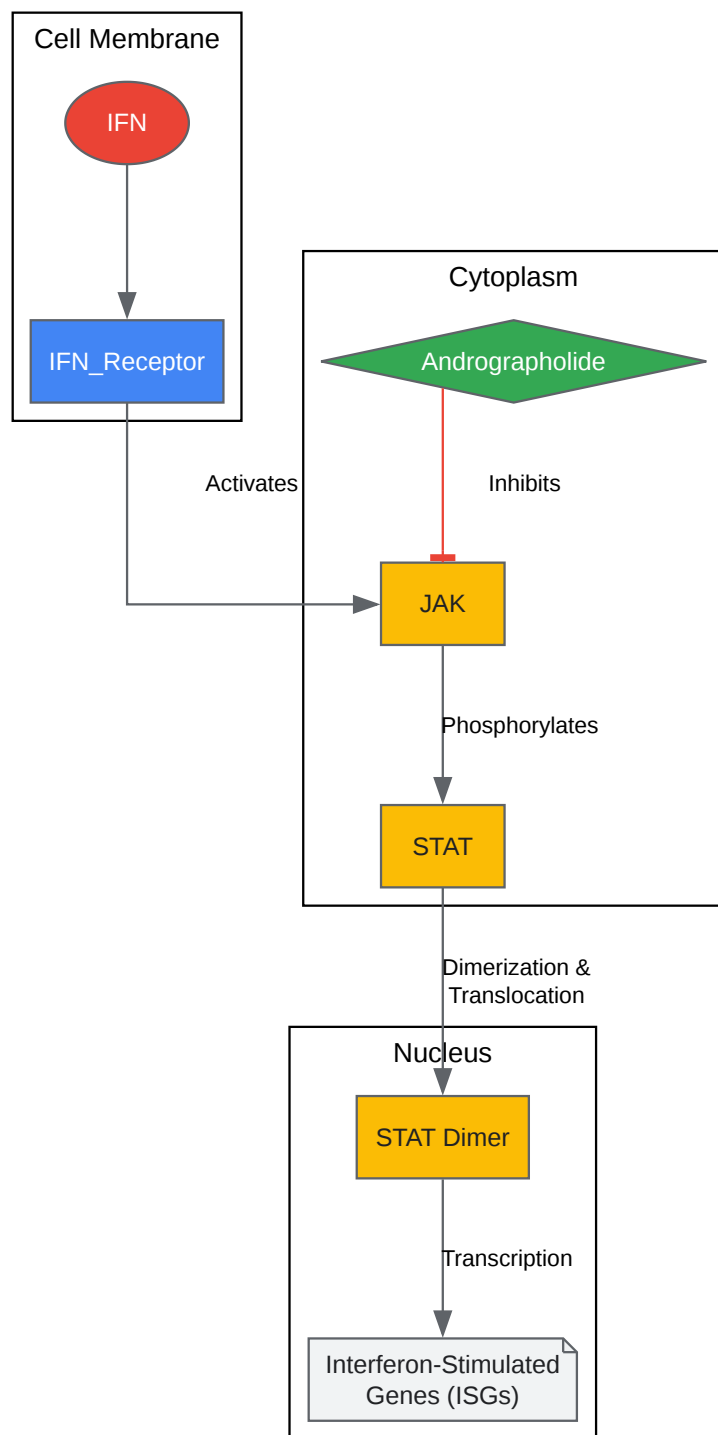 Cell Membrane
IFN
IFN_Receptor
Activates
Cytoplasm
Andrographolide
Inhibits
JAK
Phosphorylates
STAT
Dimerization &
Translocation
Nucleus
STAT Dimer
Transcription
Interferon-Stimulated
Genes (ISGs)